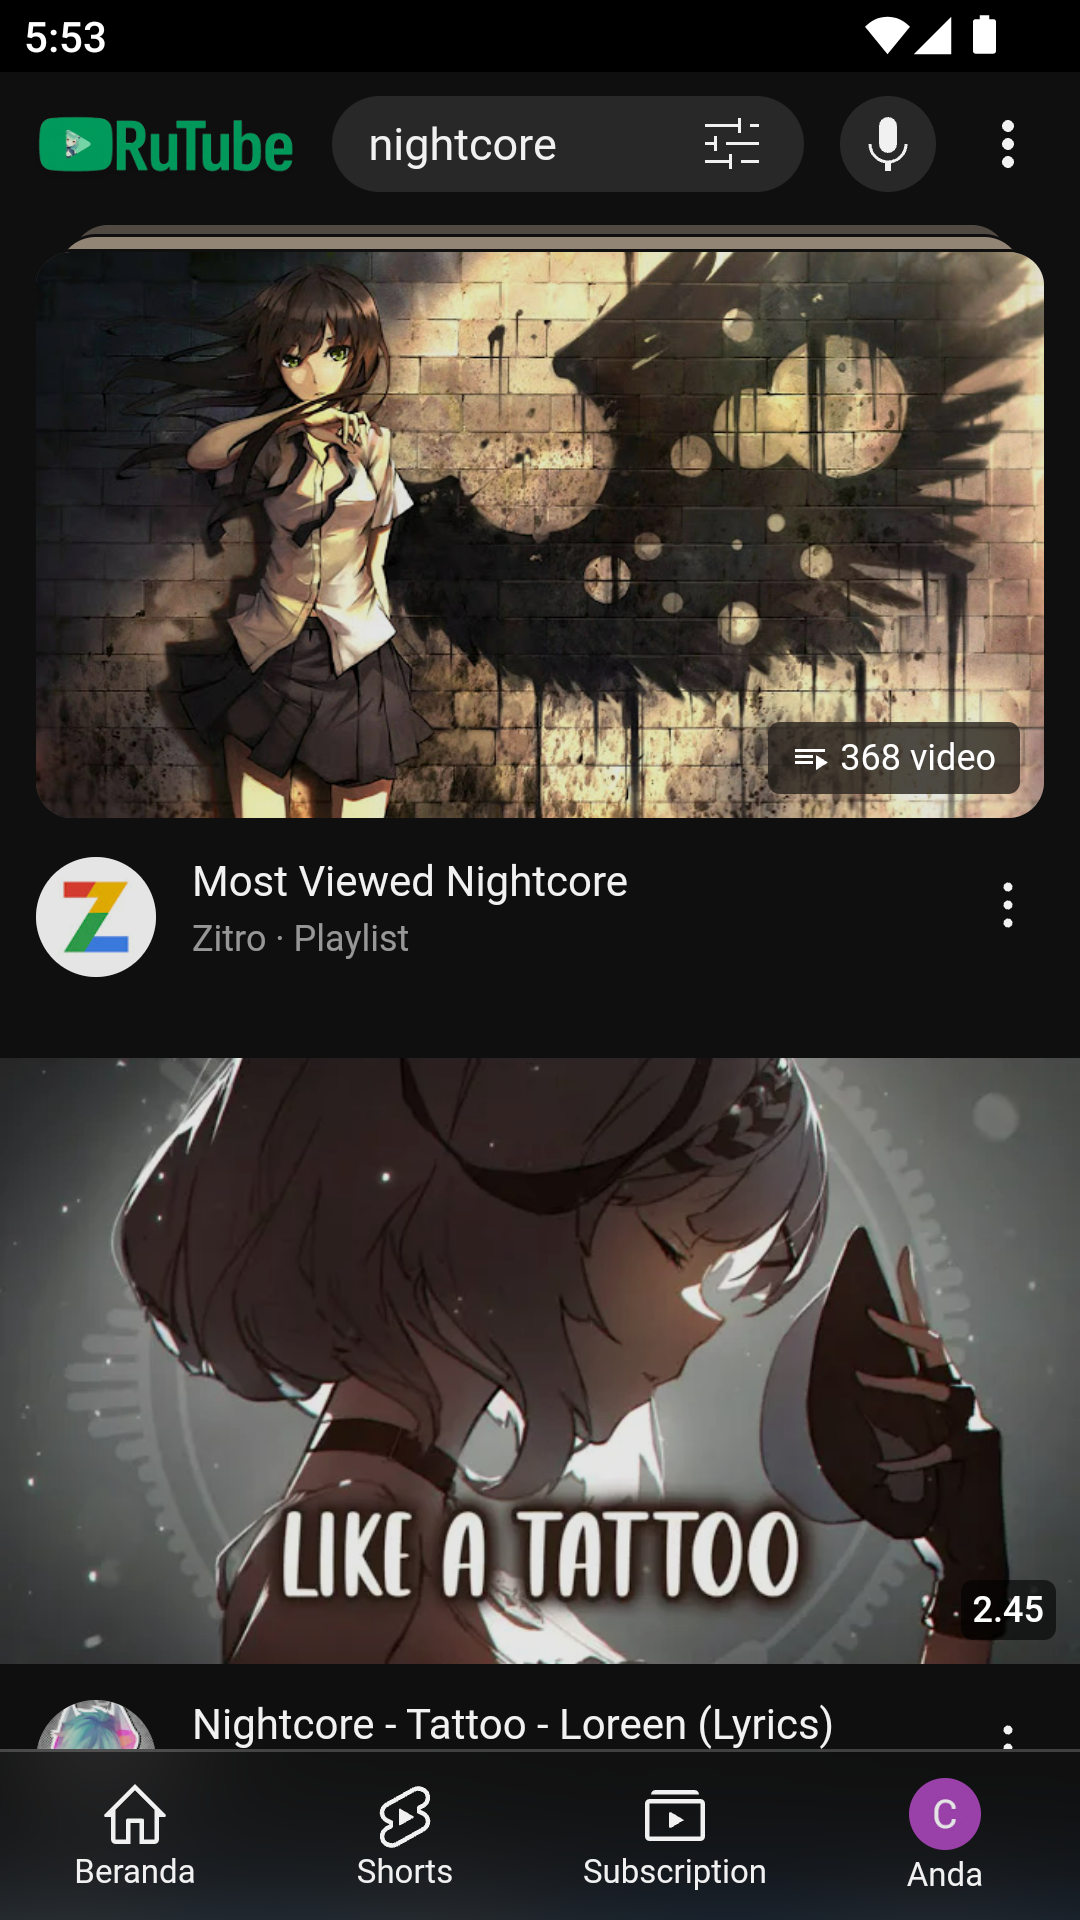 5:53
RuTube
nightcore
368 video
Most Viewed Nightcore
Zitro · Playlist
LIKE A TATTOO
2.45
Nightcore - Tattoo - Loreen (Lyrics)
Beranda
Shorts
Subscription
C
Anda